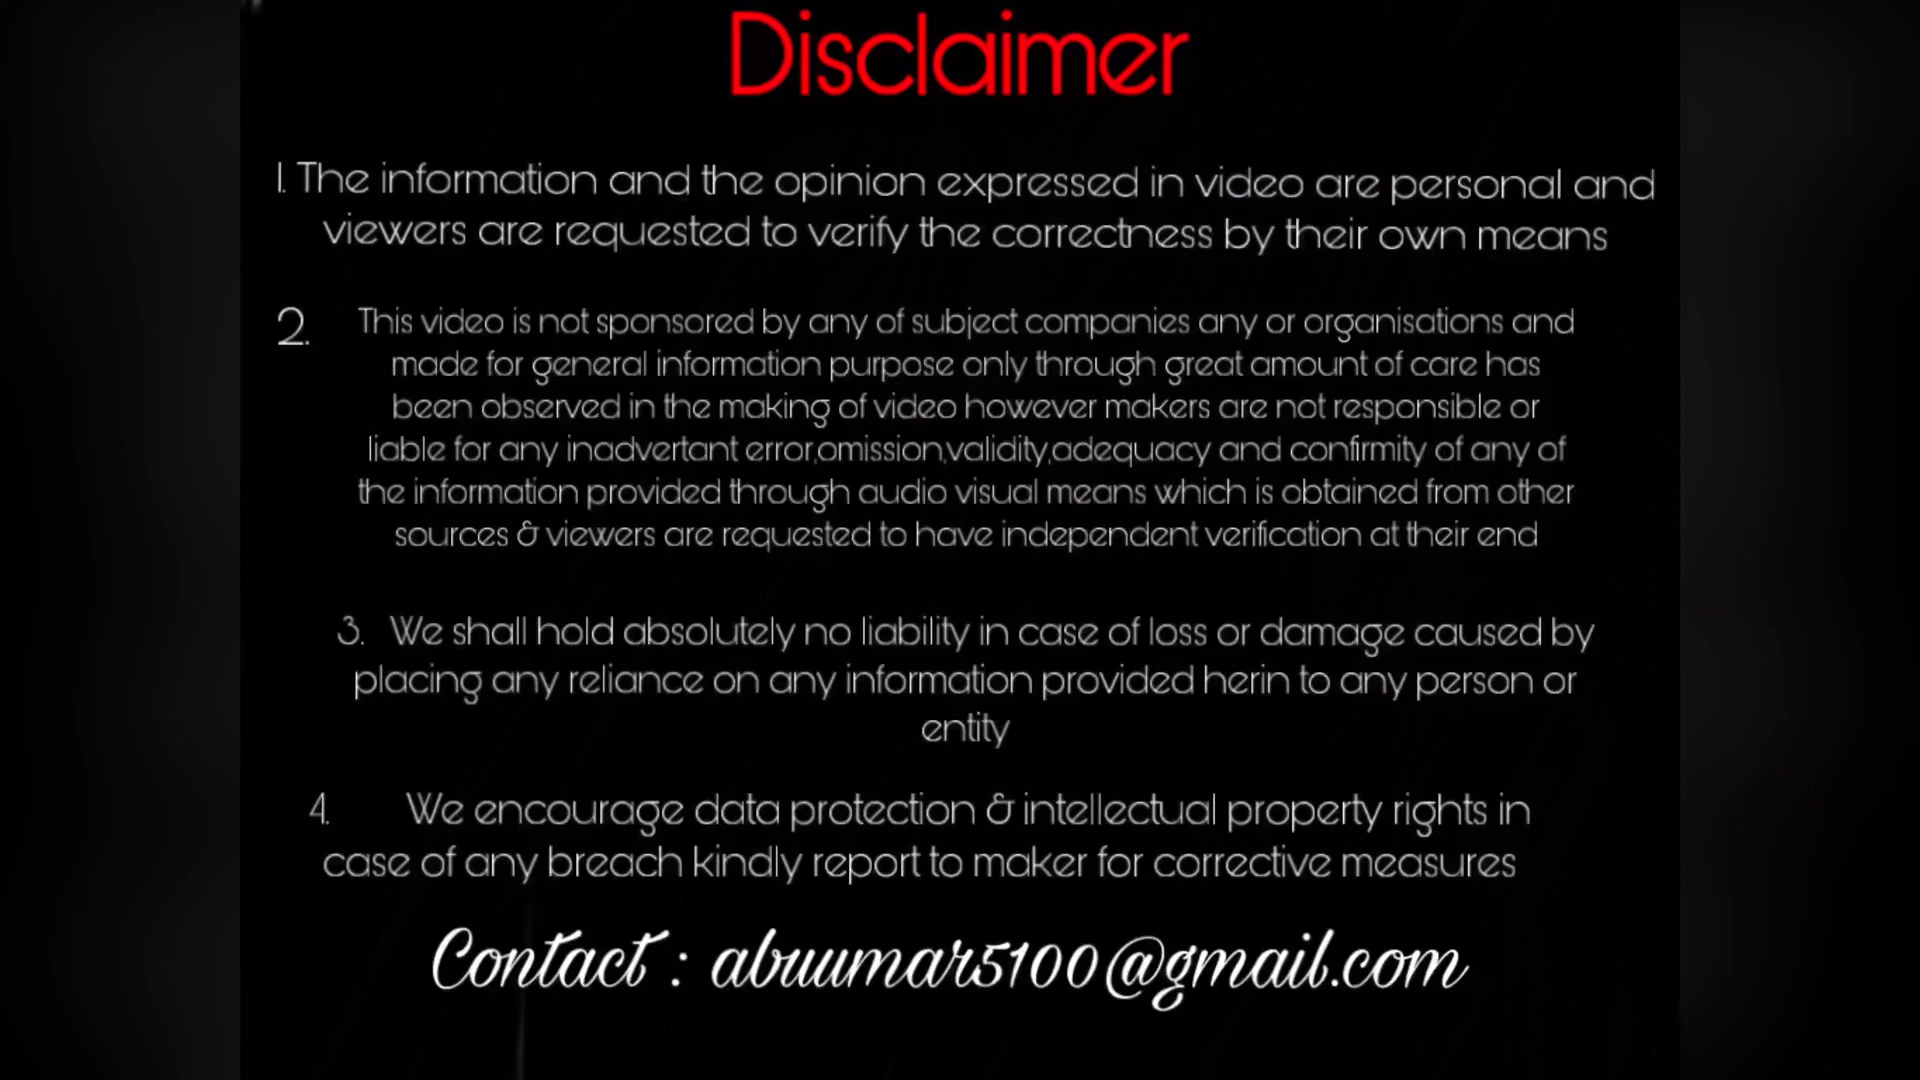 Disclaimer
1. The information and the opinion expressed in video are personal and
viewers are requested to verify the correctness by their own means
2. This video is not sponsored by any of subject companies any or organisations and
made for general information purpose only through great amount of care has
been observed in the making of video however makers are not responsible or
liable for any inadvertant error,omission,validity,adequacy and confirmity of any of
the information provided through audio visual means which is obtained from other
sources & viewers are requested to have independent verification at their end
3. We shall hold absolutely no liability in case of loss or damage caused by
placing any reliance on any information provided herin to any person or
entity
4. We encourage data protection & intellectual property rights in
case of any breach kindly report to maker for corrective measures
Contact : abuumar5100@gmail.com